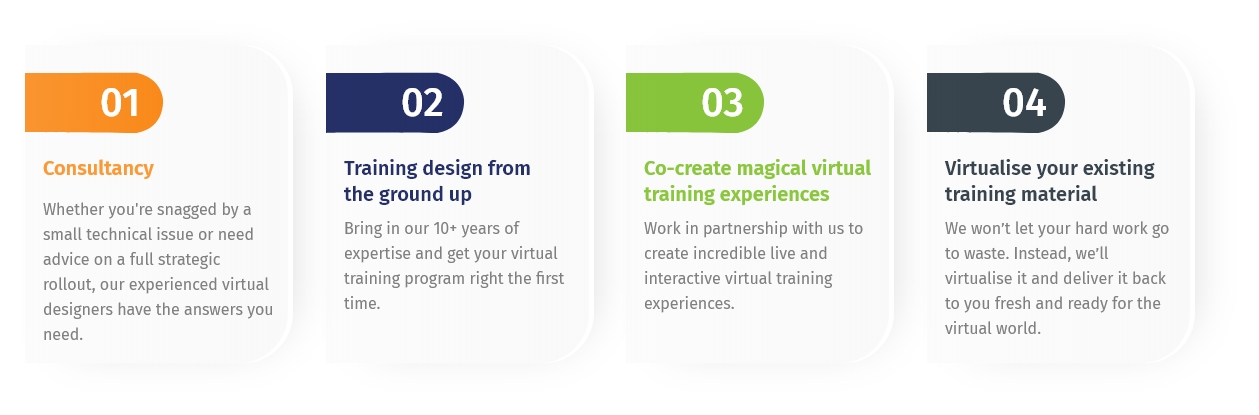 01
Consultancy
Whether you're snagged by a
small technical issue or need
advice on a full strategic
rollout, our experienced virtual
designers have the answers you
need.
02
Training design from
the ground up
Bring in our 10+ years of
expertise and get your virtual
training program right the first
time.
03
Co-create magical virtual
training experiences
Work in partnership with us to
create incredible live and
interactive virtual training
experiences.
04
Virtualise your existing
training material
We won’t let your hard work go
to waste. Instead, we’ll
virtualise it and deliver it back
to you fresh and ready for the
virtual world.